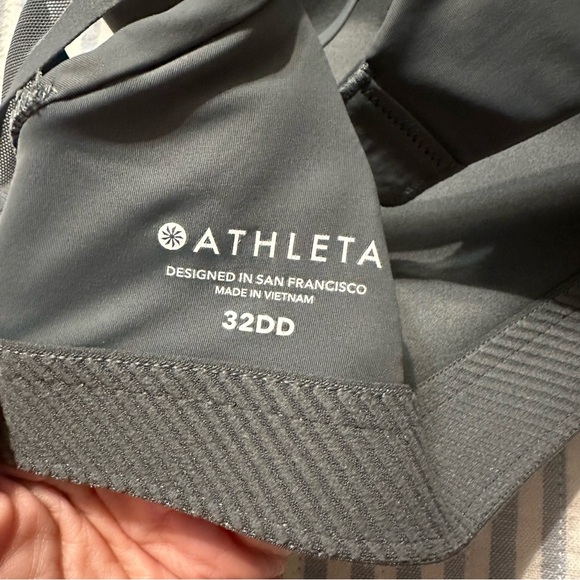 ATHLETA
DESIGNED IN SAN FRANCISCO
MADE IN VIETNAM
32DD